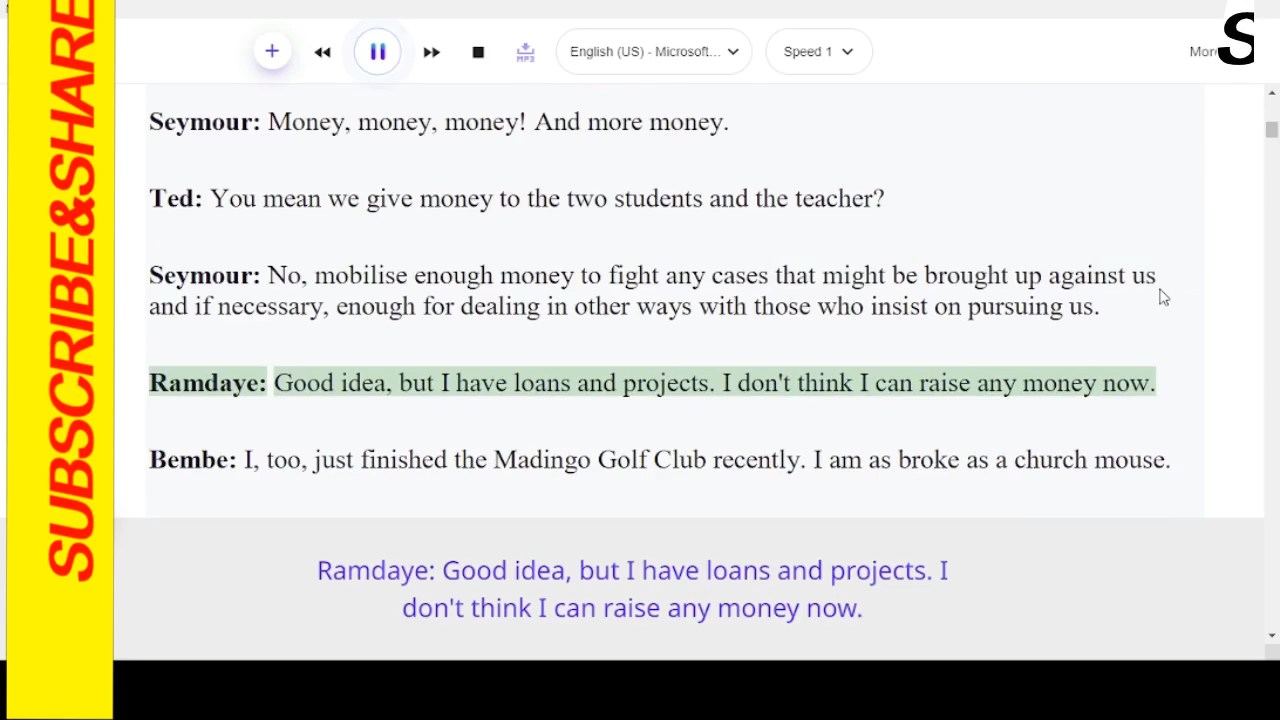 SUBSCRIBE&SHARE
MP3
English (US) - Microsoft...
Speed 1
S
Seymour: Money, money, money! And more money.
Ted: You mean we give money to the two students and the teacher?
Seymour: No, mobilise enough money to fight any cases that might be brought up against us
and if necessary, enough for dealing in other ways with those who insist on pursuing us.
Ramdaye: Good idea, but I have loans and projects. I don't think I can raise any money now.
Bembe: I, too, just finished the Madingo Golf Club recently. I am as broke as a church mouse.
Ramdaye: Good idea, but I have loans and projects. I
don't think I can raise any money now.